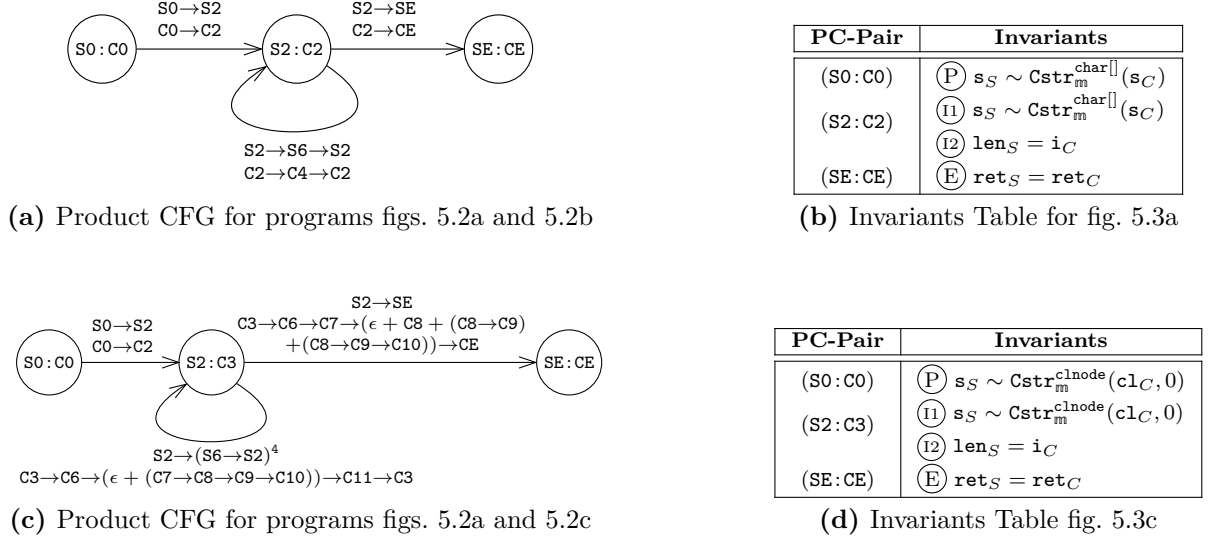 S0→S2
C0→C2
S2→SE
C2→CE
S0:C0
S2:C2
SE:CE
S2→S6→S2
C2→C4→C2
(a) Product CFG for programs figs. 5.2a and 5.2b
PC-Pair Invariants
(S0:C0) Ⓟ s_S ∼ Cstr_𝕞^{char[]}(s_C)
(S2:C2) (I1) s_S ∼ Cstr_𝕞^{char[]}(s_C)
(I2) len_S = i_C
(SE:CE) Ⓔ ret_S = ret_C
(b) Invariants Table for fig. 5.3a
S0→S2
C0→C2
S2→SE
C3→C6→C7→(ϵ + C8 + (C8→C9)
+(C8→C9→C10))→CE
S0:C0
S2:C3
SE:CE
S2→(S6→S2)^4
C3→C6→(ϵ + (C7→C8→C9→C10))→C11→C3
(c) Product CFG for programs figs. 5.2a and 5.2c
PC-Pair Invariants
(S0:C0) Ⓟ s_S ∼ Cstr_𝕞^{clnode}(cl_C, 0)
(S2:C3) (I1) s_S ∼ Cstr_𝕞^{clnode}(cl_C, 0)
(I2) len_S = i_C
(SE:CE) Ⓔ ret_S = ret_C
(d) Invariants Table fig. 5.3c